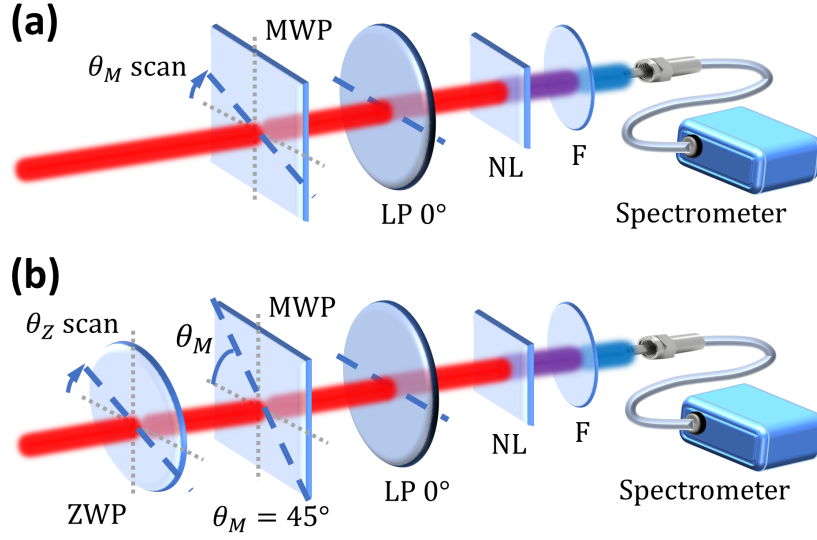 (a)
MWP
θ_M scan
NL
F
LP 0°
Spectrometer
(b)
MWP
θ_Z scan
θ_M
NL
F
LP 0°
Spectrometer
ZWP
θ_M = 45°